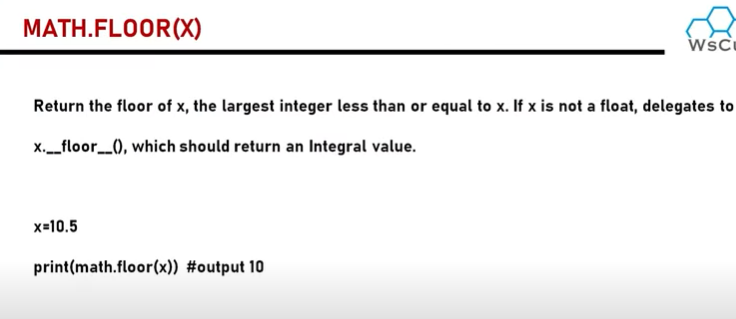 MATH.FLOOR(X)
WsCu
Return the floor of x, the largest integer less than or equal to x. If x is not a float, delegates to
x.__floor__(), which should return an Integral value.
x=10.5
print(math.floor(x)) #output 10